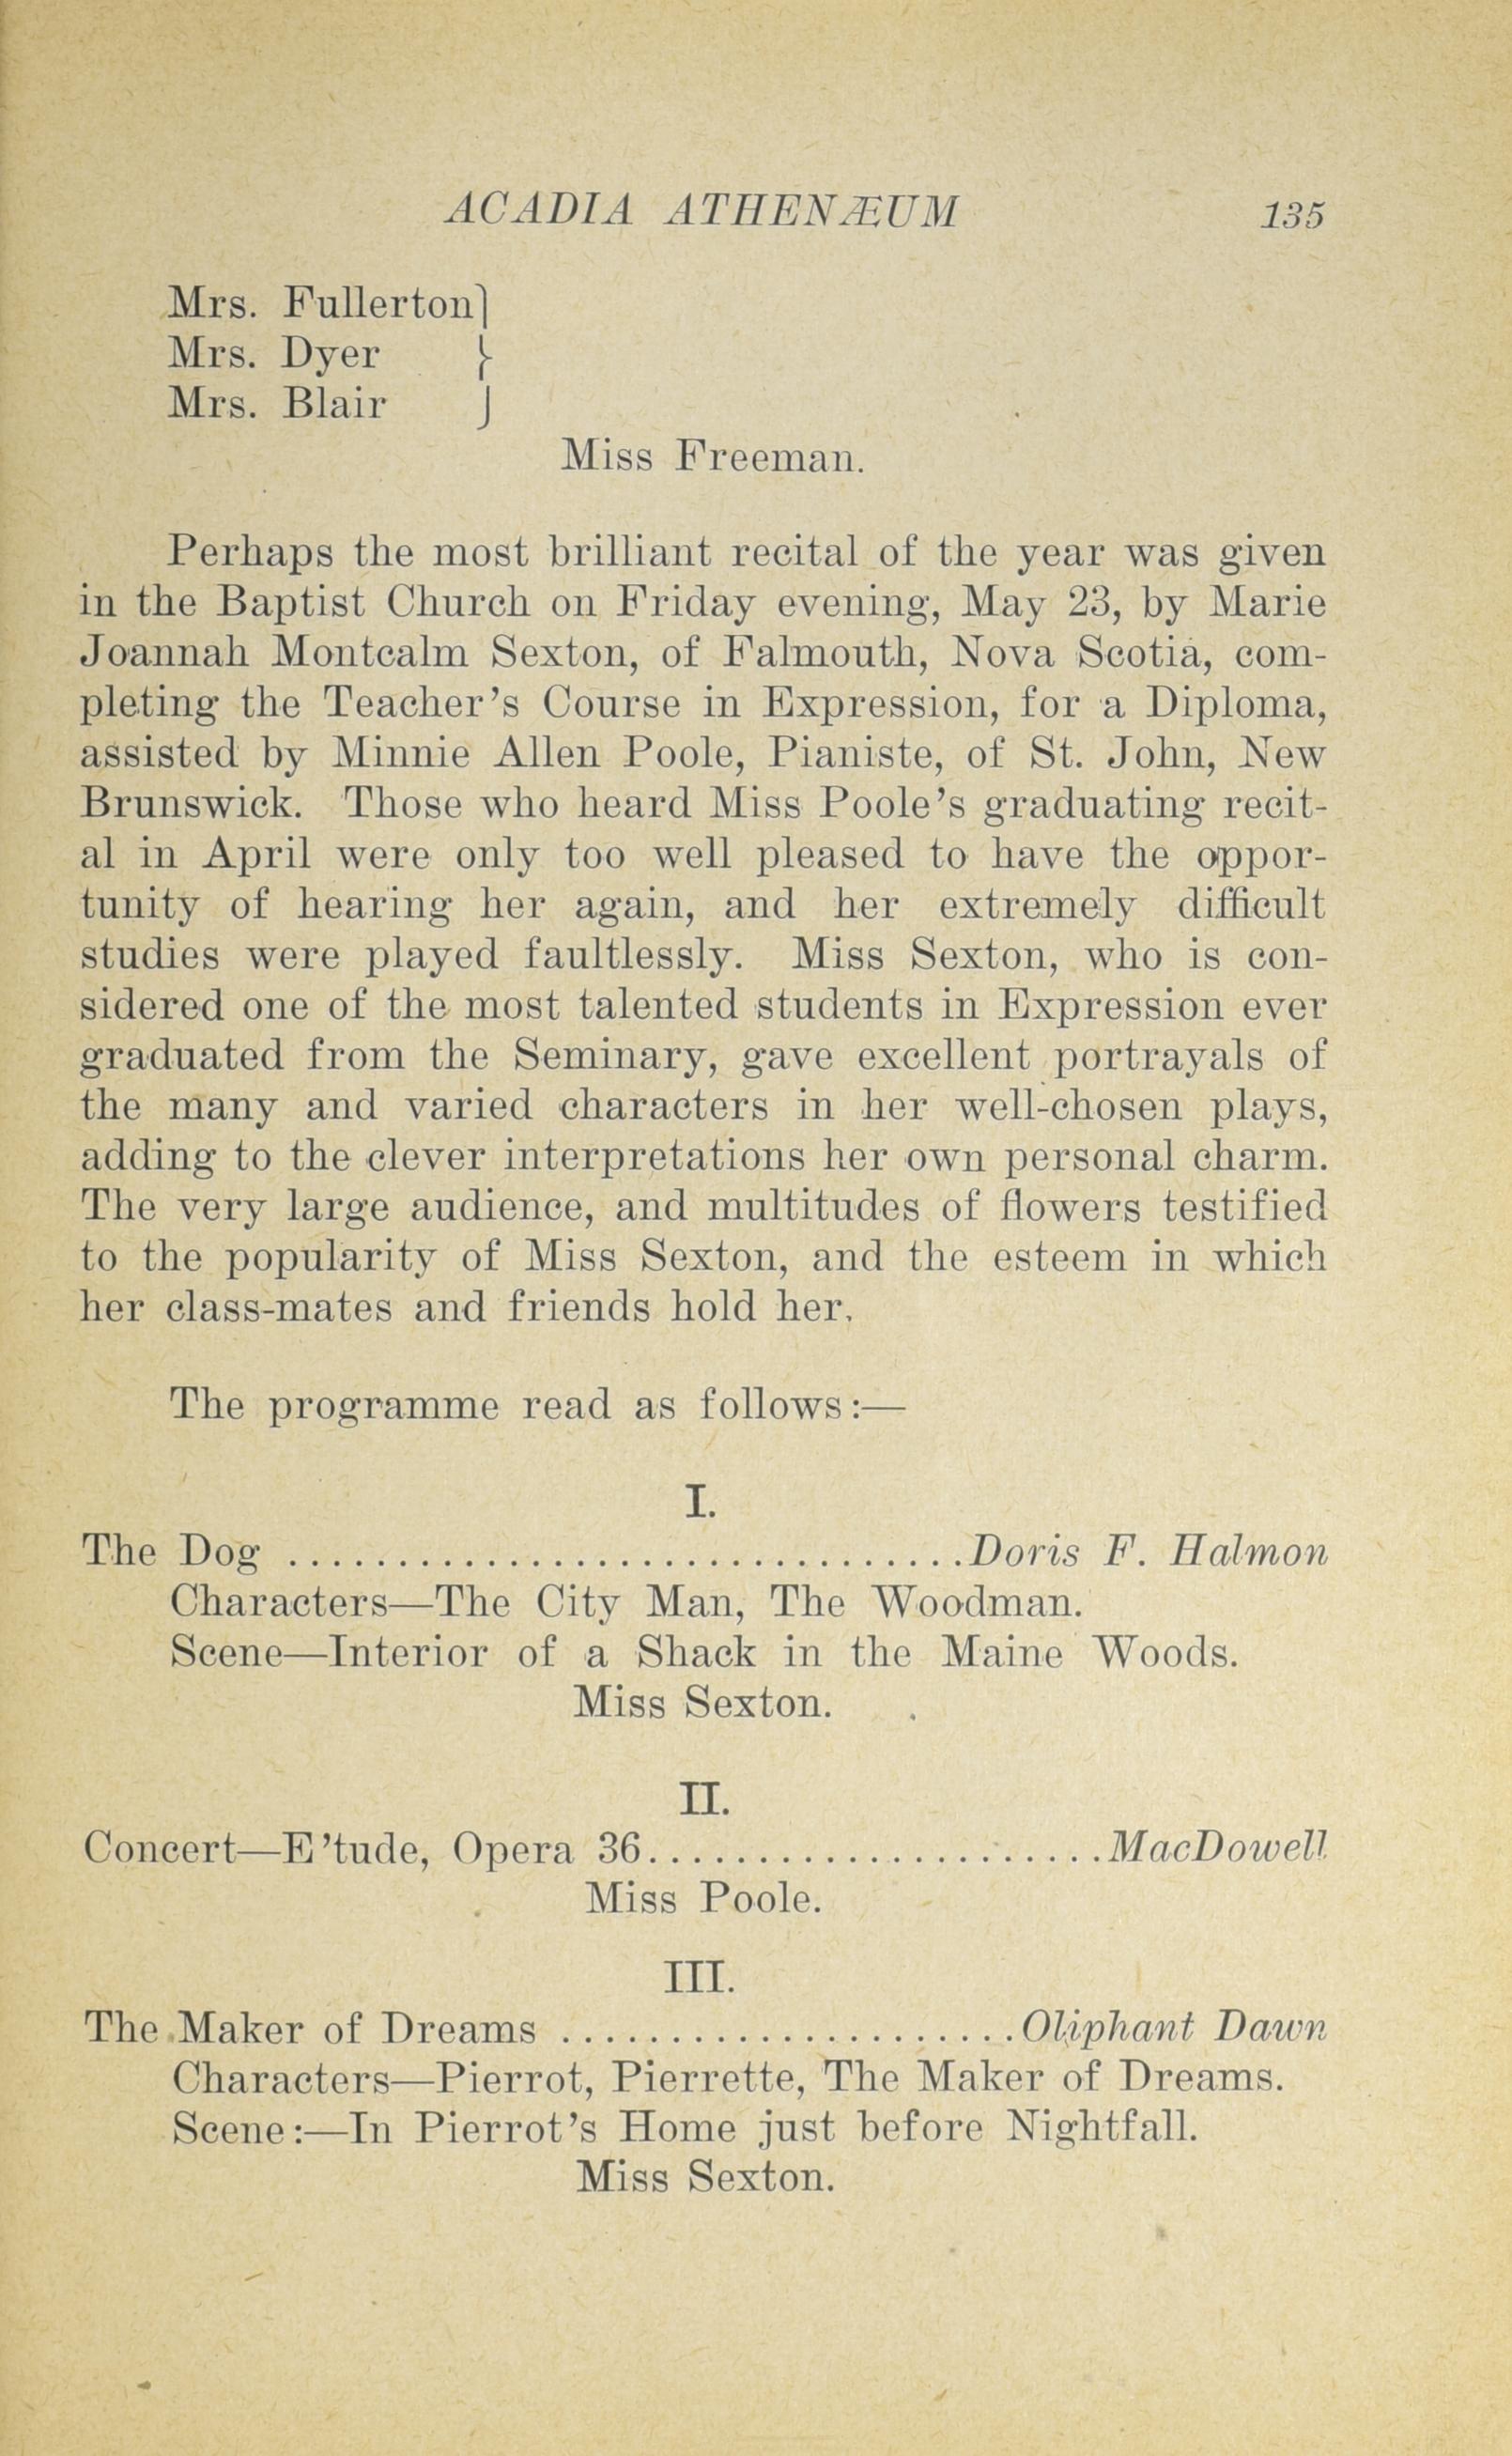 ACADIA ATHENÆUM 135
Mrs. Fullerton}
Mrs. Dyer }
Mrs. Blair }
Miss Freeman.
Perhaps the most brilliant recital of the year was given
in the Baptist Church on Friday evening, May 23, by Marie
Joannah Montcalm Sexton, of Falmouth, Nova Scotia, com-
pleting the Teacher's Course in Expression, for a Diploma,
assisted by Minnie Allen Poole, Pianiste, of St. John, New
Brunswick. Those who heard Miss Poole's graduating recit-
al in April were only too well pleased to have the oppor-
tunity of hearing her again, and her extremely difficult
studies were played faultlessly. Miss Sexton, who is con-
sidered one of the most talented students in Expression ever
graduated from the Seminary, gave excellent portrayals of
the many and varied characters in her well-chosen plays,
adding to the clever interpretations her own personal charm.
The very large audience, and multitudes of flowers testified
to the popularity of Miss Sexton, and the esteem in which
her class-mates and friends hold her.
The programme read as follows:—
I.
The Dog ..................................... Doris F. Halmon
Characters—The City Man, The Woodman.
Scene—Interior of a Shack in the Maine Woods.
Miss Sexton.
II.
Concert—E'tude, Opera 36......................... MacDowell
Miss Poole.
III.
The Maker of Dreams ......................... Oliphant Dawn
Characters—Pierrot, Pierrette, The Maker of Dreams.
Scene:—In Pierrot's Home just before Nightfall.
Miss Sexton.